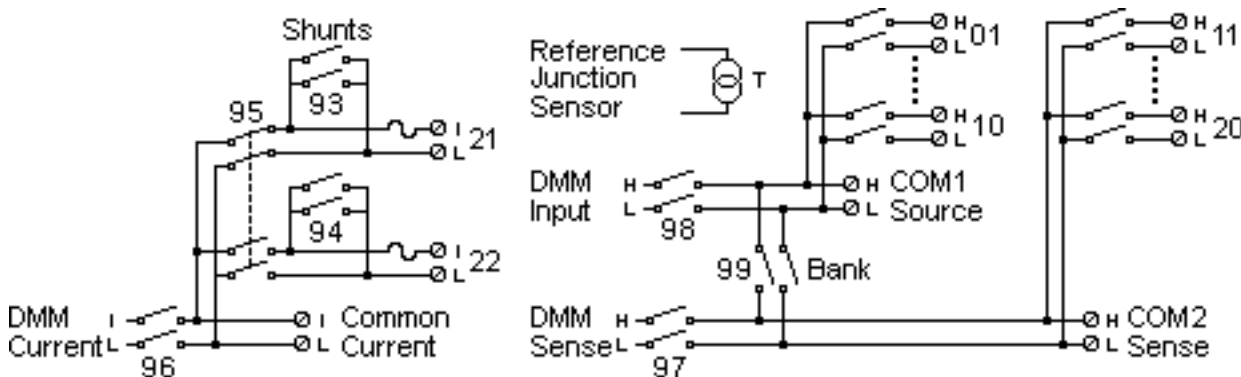 Shunts
93
95
I 21
L
94
I 22
L
DMM I
Current L
96
I Common
L Current
Reference
Junction
Sensor
T
H 01
L
H 10
L
H 11
L
H 20
L
DMM H
Input L
98
H COM1
L Source
99
Bank
DMM H
Sense L
97
H COM2
L Sense